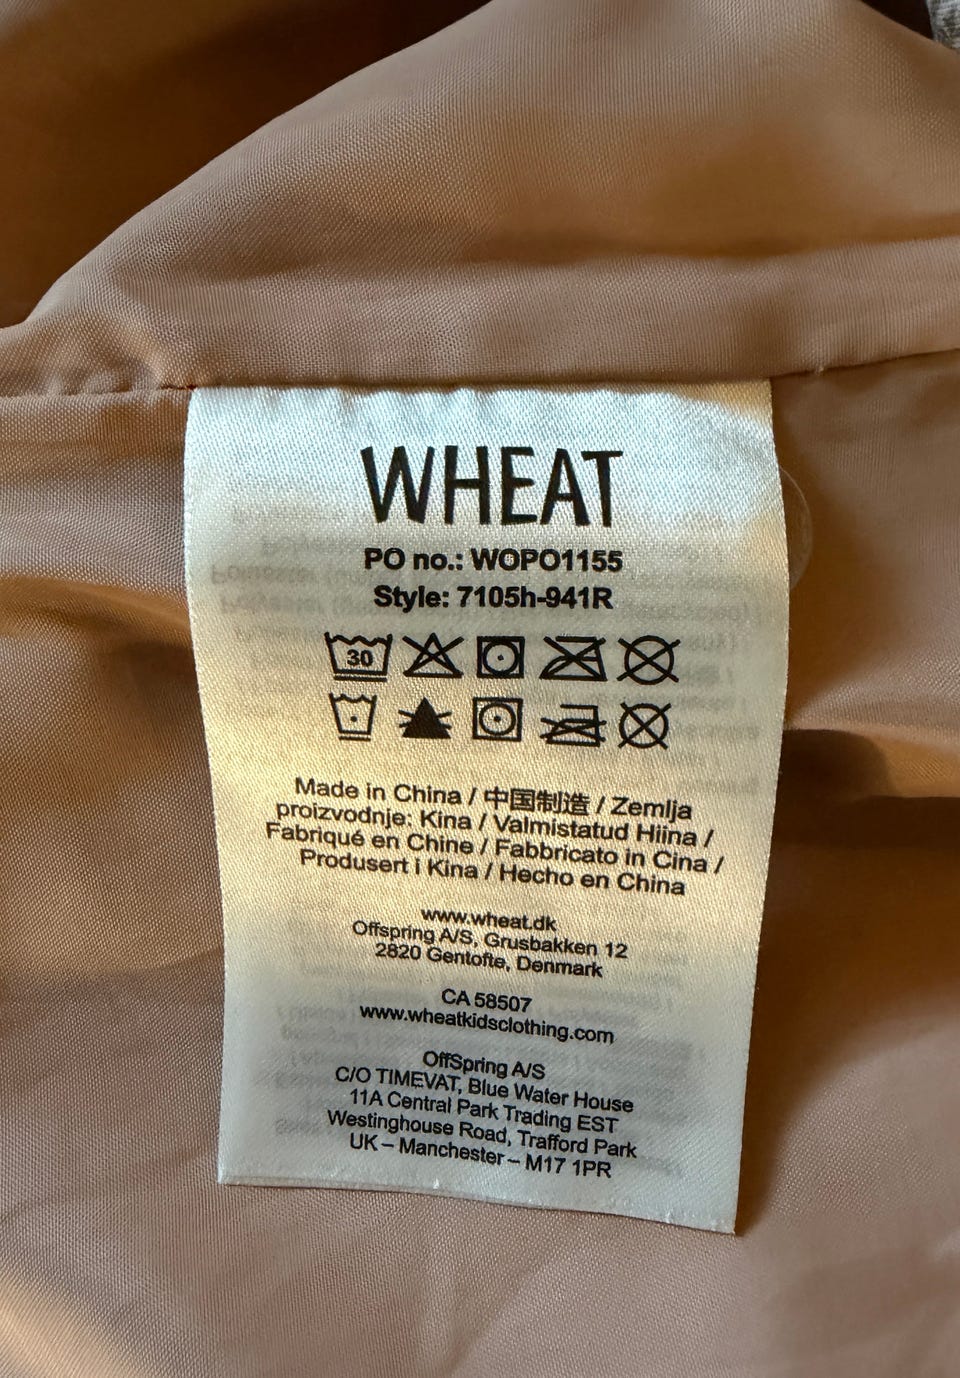 WHEAT
PO no.: WOPO1155
Style: 7105h-941R
30
Made in China / 中国制造 / Zemlja
proizvodnje: Kina / Valmistatud Hiina /
Fabriqué en Chine / Fabbricato in Cina /
Produsert i Kina / Hecho en China
www.wheat.dk
Offspring A/S, Grusbakken 12
2820 Gentofte, Denmark
CA 58507
www.wheatkidsclothing.com
OffSpring A/S
C/O TIMEVAT, Blue Water House
11A Central Park Trading EST
Westinghouse Road, Trafford Park
UK – Manchester – M17 1PR